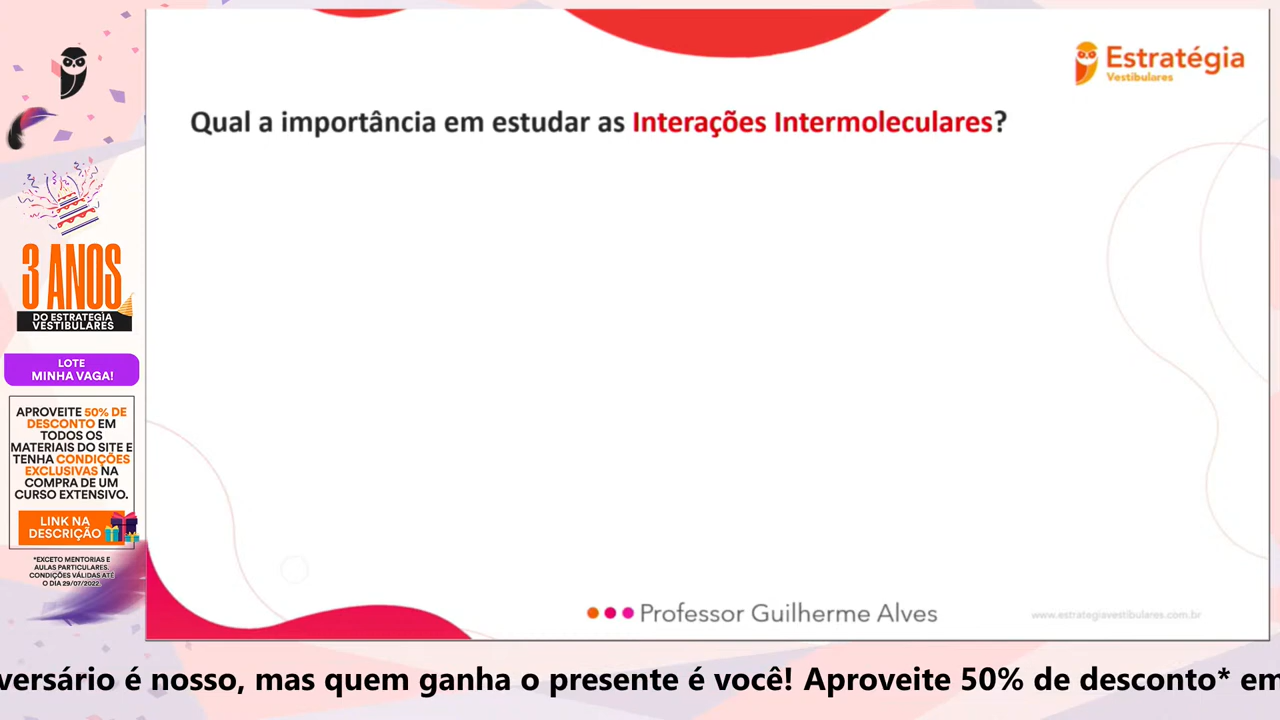 Estratégia
Vestibulares
Qual a importância em estudar as Interações Intermoleculares?
3 ANOS
DO ESTRATEGIA
VESTIBULARES
LOTE
MINHA VAGA!
APROVEITE 50% DE
DESCONTO EM
TODOS OS
MATERIAIS DO SITE E
TENHA CONDIÇÕES
EXCLUSIVAS NA
COMPRA DE UM
CURSO EXTENSIVO.
LINK NA
DESCRIÇÃO
*EXCETO MENTORIAS E
AULAS PARTICULARES.
CONDIÇÕES VÁLIDAS ATÉ
O DIA 29/07/2022.
Professor Guilherme Alves
www.estrategiavestibulares.com.br
versário é nosso, mas quem ganha o presente é você! Aproveite 50% de desconto* em